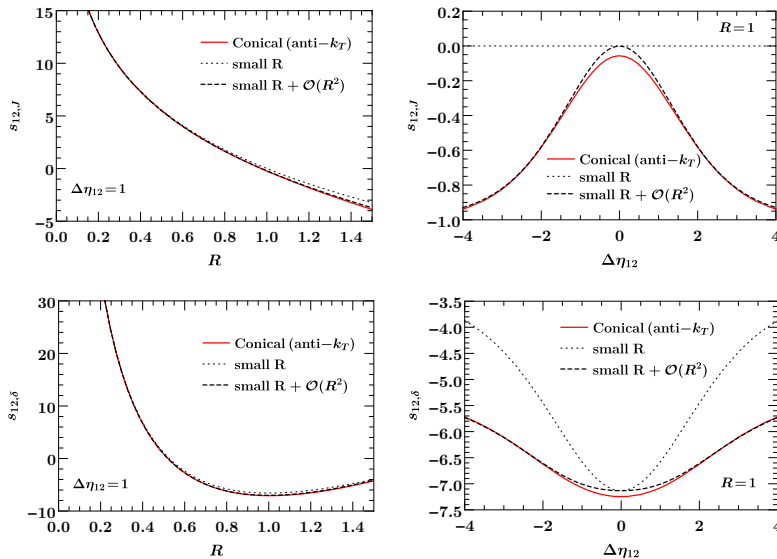 15
10
5
0
−5
s₁₂,J
Conical (anti−k_T)
small R
small R + 𝒪(R²)
Δη₁₂=1
0.0 0.2 0.4 0.6 0.8 1.0 1.2 1.4
R
0.2
0.0
−0.2
−0.4
−0.6
−0.8
−1.0
s₁₂,J
R=1
Conical (anti−k_T)
small R
small R + 𝒪(R²)
−4 −2 0 2 4
Δη₁₂
30
20
10
0
−10
s₁₂,δ
Conical (anti−k_T)
small R
small R + 𝒪(R²)
Δη₁₂=1
0.0 0.2 0.4 0.6 0.8 1.0 1.2 1.4
R
−3.5
−4.0
−4.5
−5.0
−5.5
−6.0
−6.5
−7.0
−7.5
s₁₂,δ
Conical (anti−k_T)
small R
small R + 𝒪(R²)
R=1
−4 −2 0 2 4
Δη₁₂